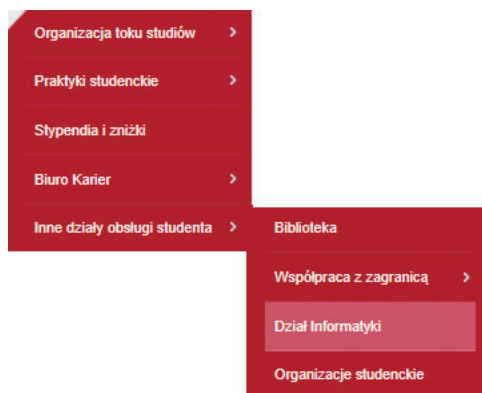 Organizacja toku studiów
Praktyki studenckie
Stypendia i zniżki
Biuro Karier
Inne działy obsługi studenta
Biblioteka
Współpraca z zagranicą
Dział Informatyki
Organizacje studenckie